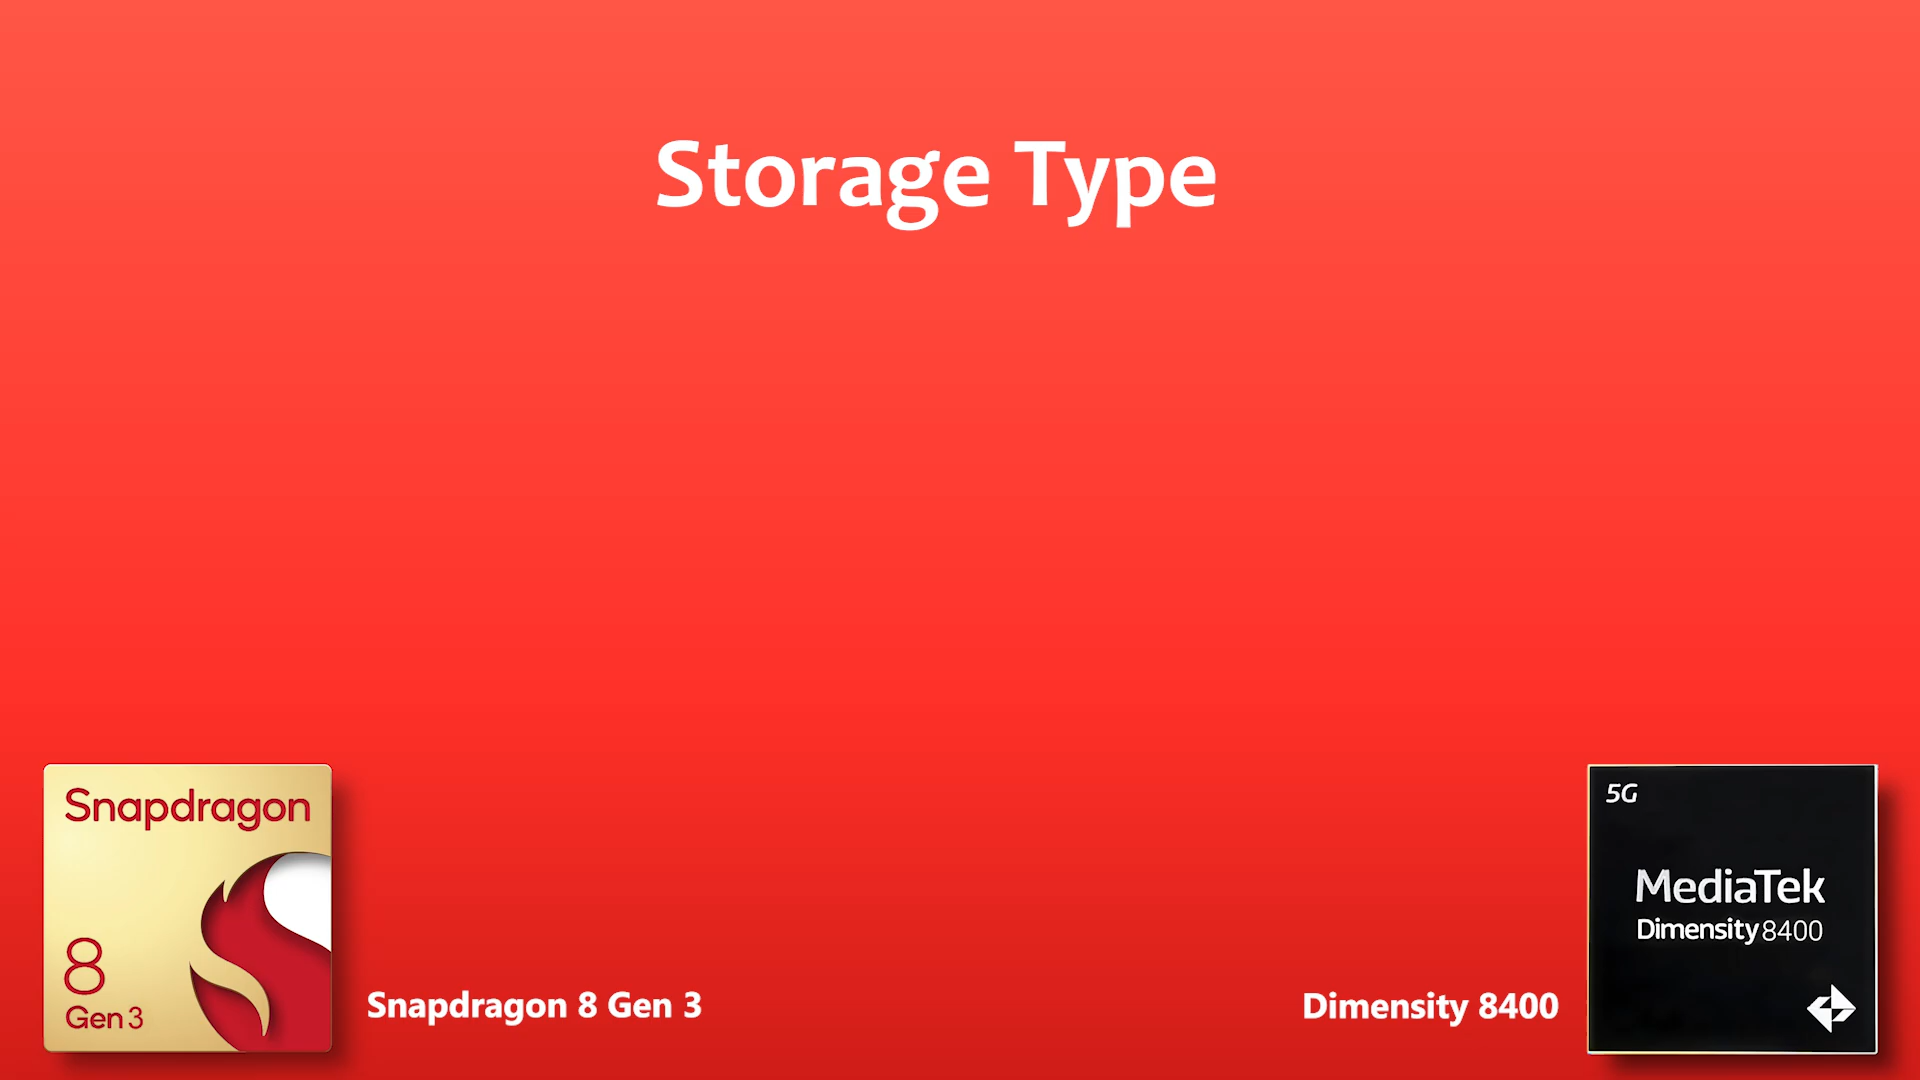 Storage Type
Snapdragon
8
Gen 3
Snapdragon 8 Gen 3
Dimensity 8400
5G
MediaTek
Dimensity 8400